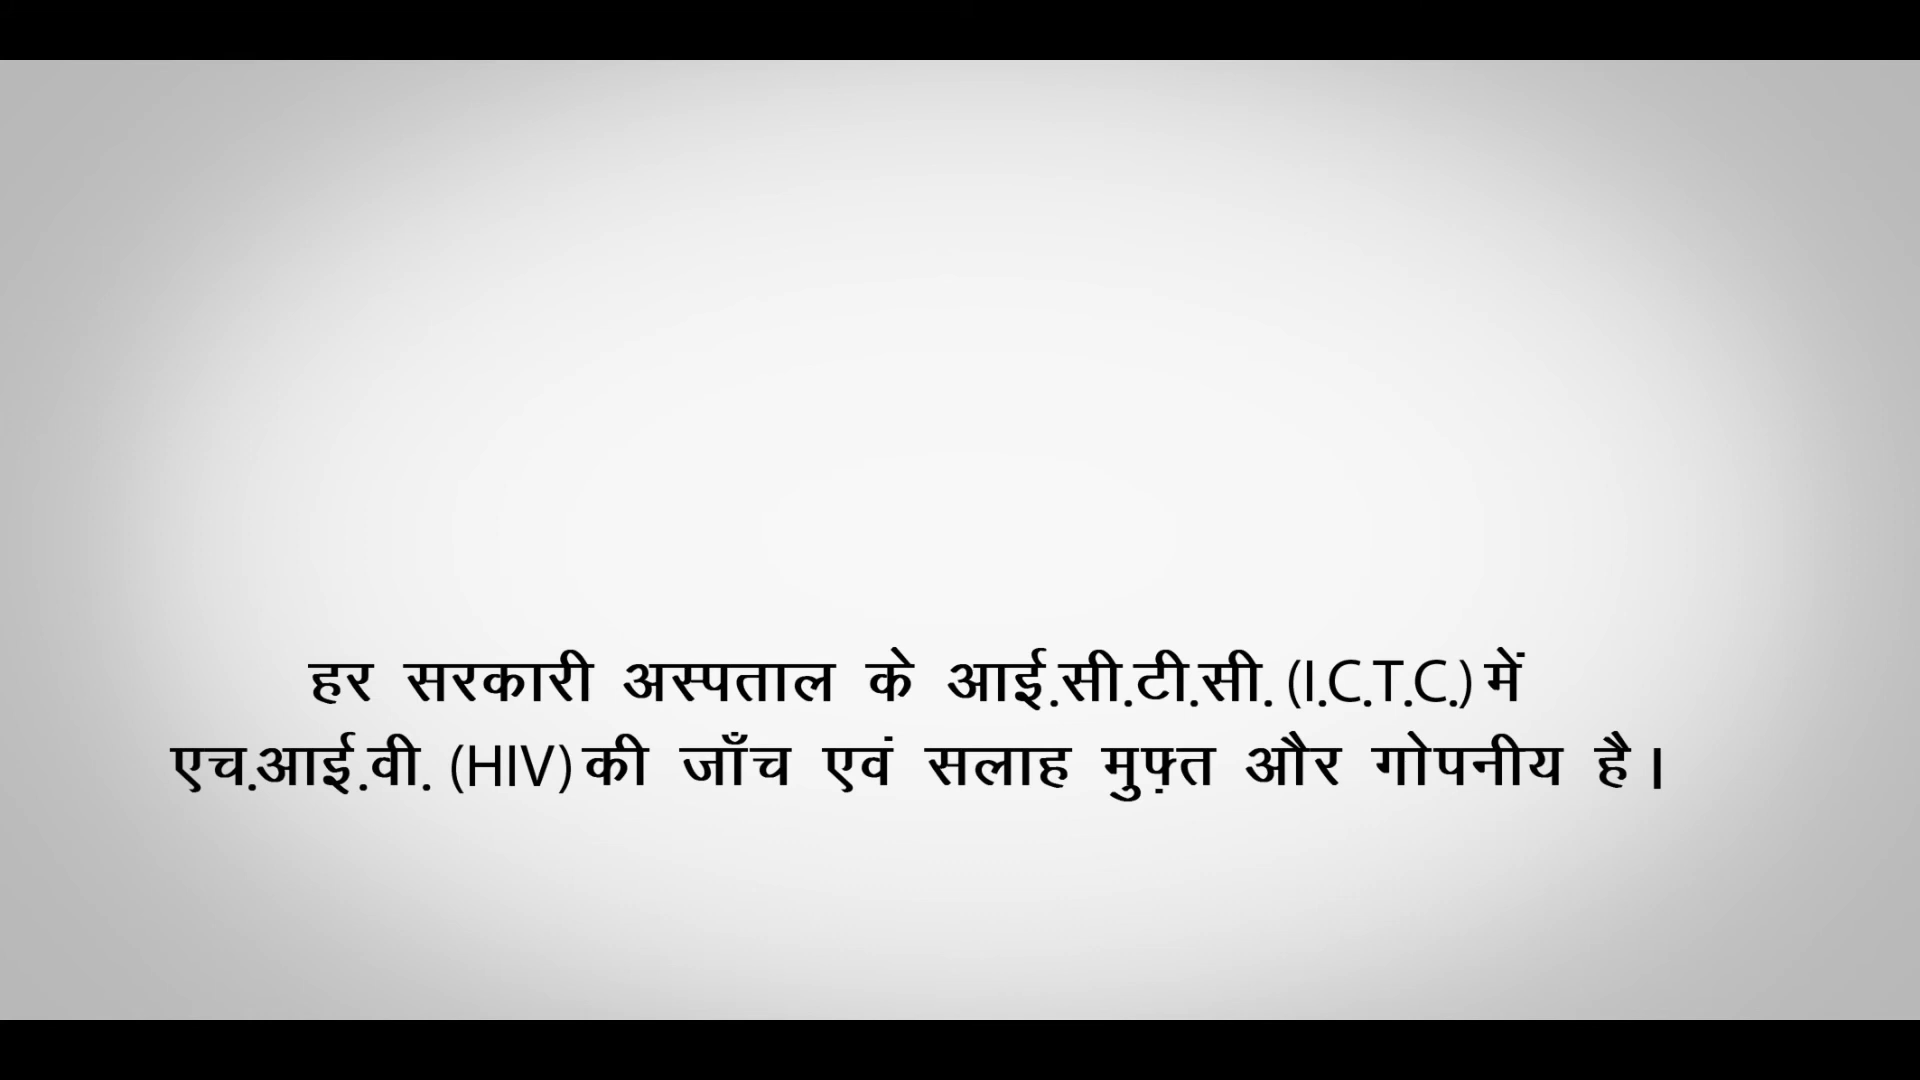 हर सरकारी अस्पताल के आई.सी.टी.सी. (I.C.T.C.) में
एच.आई.वी. (HIV) की जाँच एवं सलाह मुफ़्त और गोपनीय है।